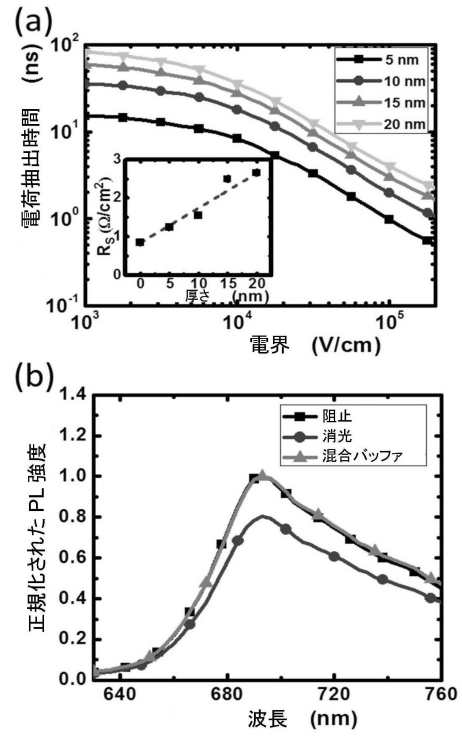 (a)
電荷抽出時間 (ns)
10²
10¹
10⁰
10⁻¹
5 nm
10 nm
15 nm
20 nm
Rₛ(Ω/cm²)
3
2
1
0
0 5 10 15 20
厚さ (nm)
10³ 10⁴ 10⁵
電界 (V/cm)
(b)
正規化された PL 強度
1.4
1.2
1.0
0.8
0.6
0.4
0.2
0.0
阻止
消光
混合バッファ
640 680 720 760
波長 (nm)